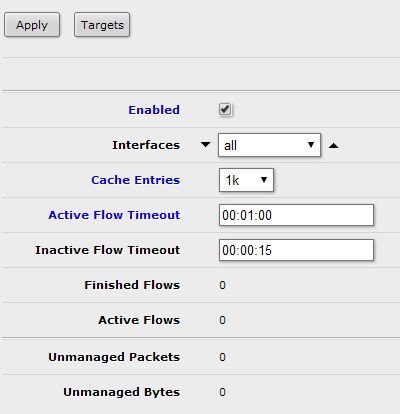 Apply Targets
Enabled
Interfaces all
Cache Entries 1k
Active Flow Timeout 00:01:00
Inactive Flow Timeout 00:00:15
Finished Flows 0
Active Flows 0
Unmanaged Packets 0
Unmanaged Bytes 0